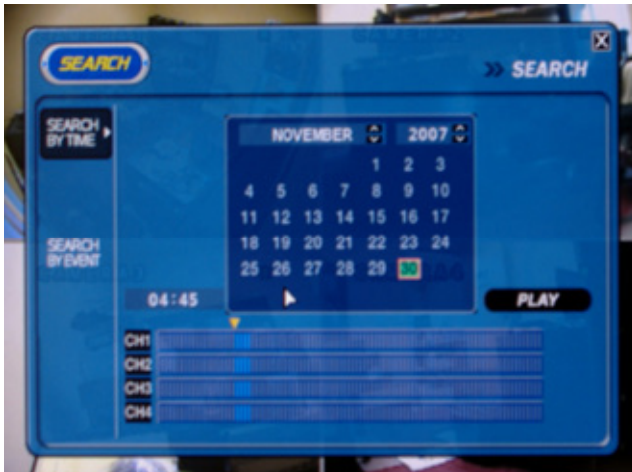 SEARCH
X
SEARCH
SEARCH
BY TIME
NOVEMBER 2007
1 2 3
4 5 6 7 8 9 10
11 12 13 14 15 16 17
18 19 20 21 22 23 24
25 26 27 28 29 30
SEARCH
BY EVENT
04:45
PLAY
CH1
CH2
CH3
CH4